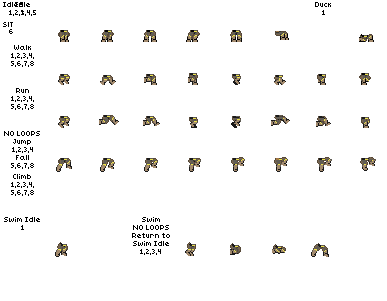 Idle
1,2,3,4,5
Duck
1
SIT
6
Walk
1,2,3,4,
5,6,7,8
Run
1,2,3,4,
5,6,7,8
NO LOOPS
Jump
1,2,3,4
Fall
5,6,7,8
Climb
1,2,3,4,
5,6,7,8
Swim Idle
1
Swim
NO LOOPS
Return to
Swim Idle
1,2,3,4